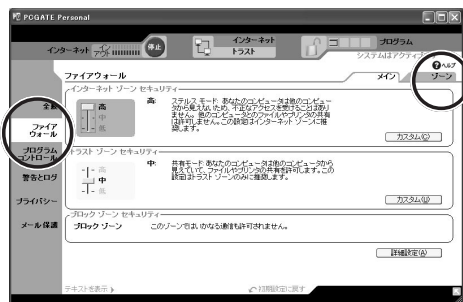 PCGATE Personal
インターネット
停止
インターネット
トラスト
プログラム
システムはアクティブ
ヘルプ
ファイアウォール
メイン
ゾーン
全般
ファイア
ウォール
プログラム
コントロール
警告とログ
プライバシー
メール保護
インターネット ゾーン セキュリティー
高
中
低
高:
ステルス モード: あなたのコンピュータは他のコンピュー
タから見えないため、不正なアクセスを受けることはあり
ません。他のコンピュータとのファイルやプリンタの共有
は許可しません。この設定はインターネット ゾーンに推
奨します。
カスタム(C)
トラスト ゾーン セキュリティー
高
中
低
中:
共有モード: あなたのコンピュータは他のコンピュータから
見えていて、ファイルやプリンタの共有を許可します。この
設定はトラスト ゾーンのみに推奨します。
カスタム(U)
ブロック ゾーン セキュリティー
ブロック ゾーン
このゾーンではいかなる通信も許可されません。
詳細設定(A)
テキストを表示
初期設定に戻す